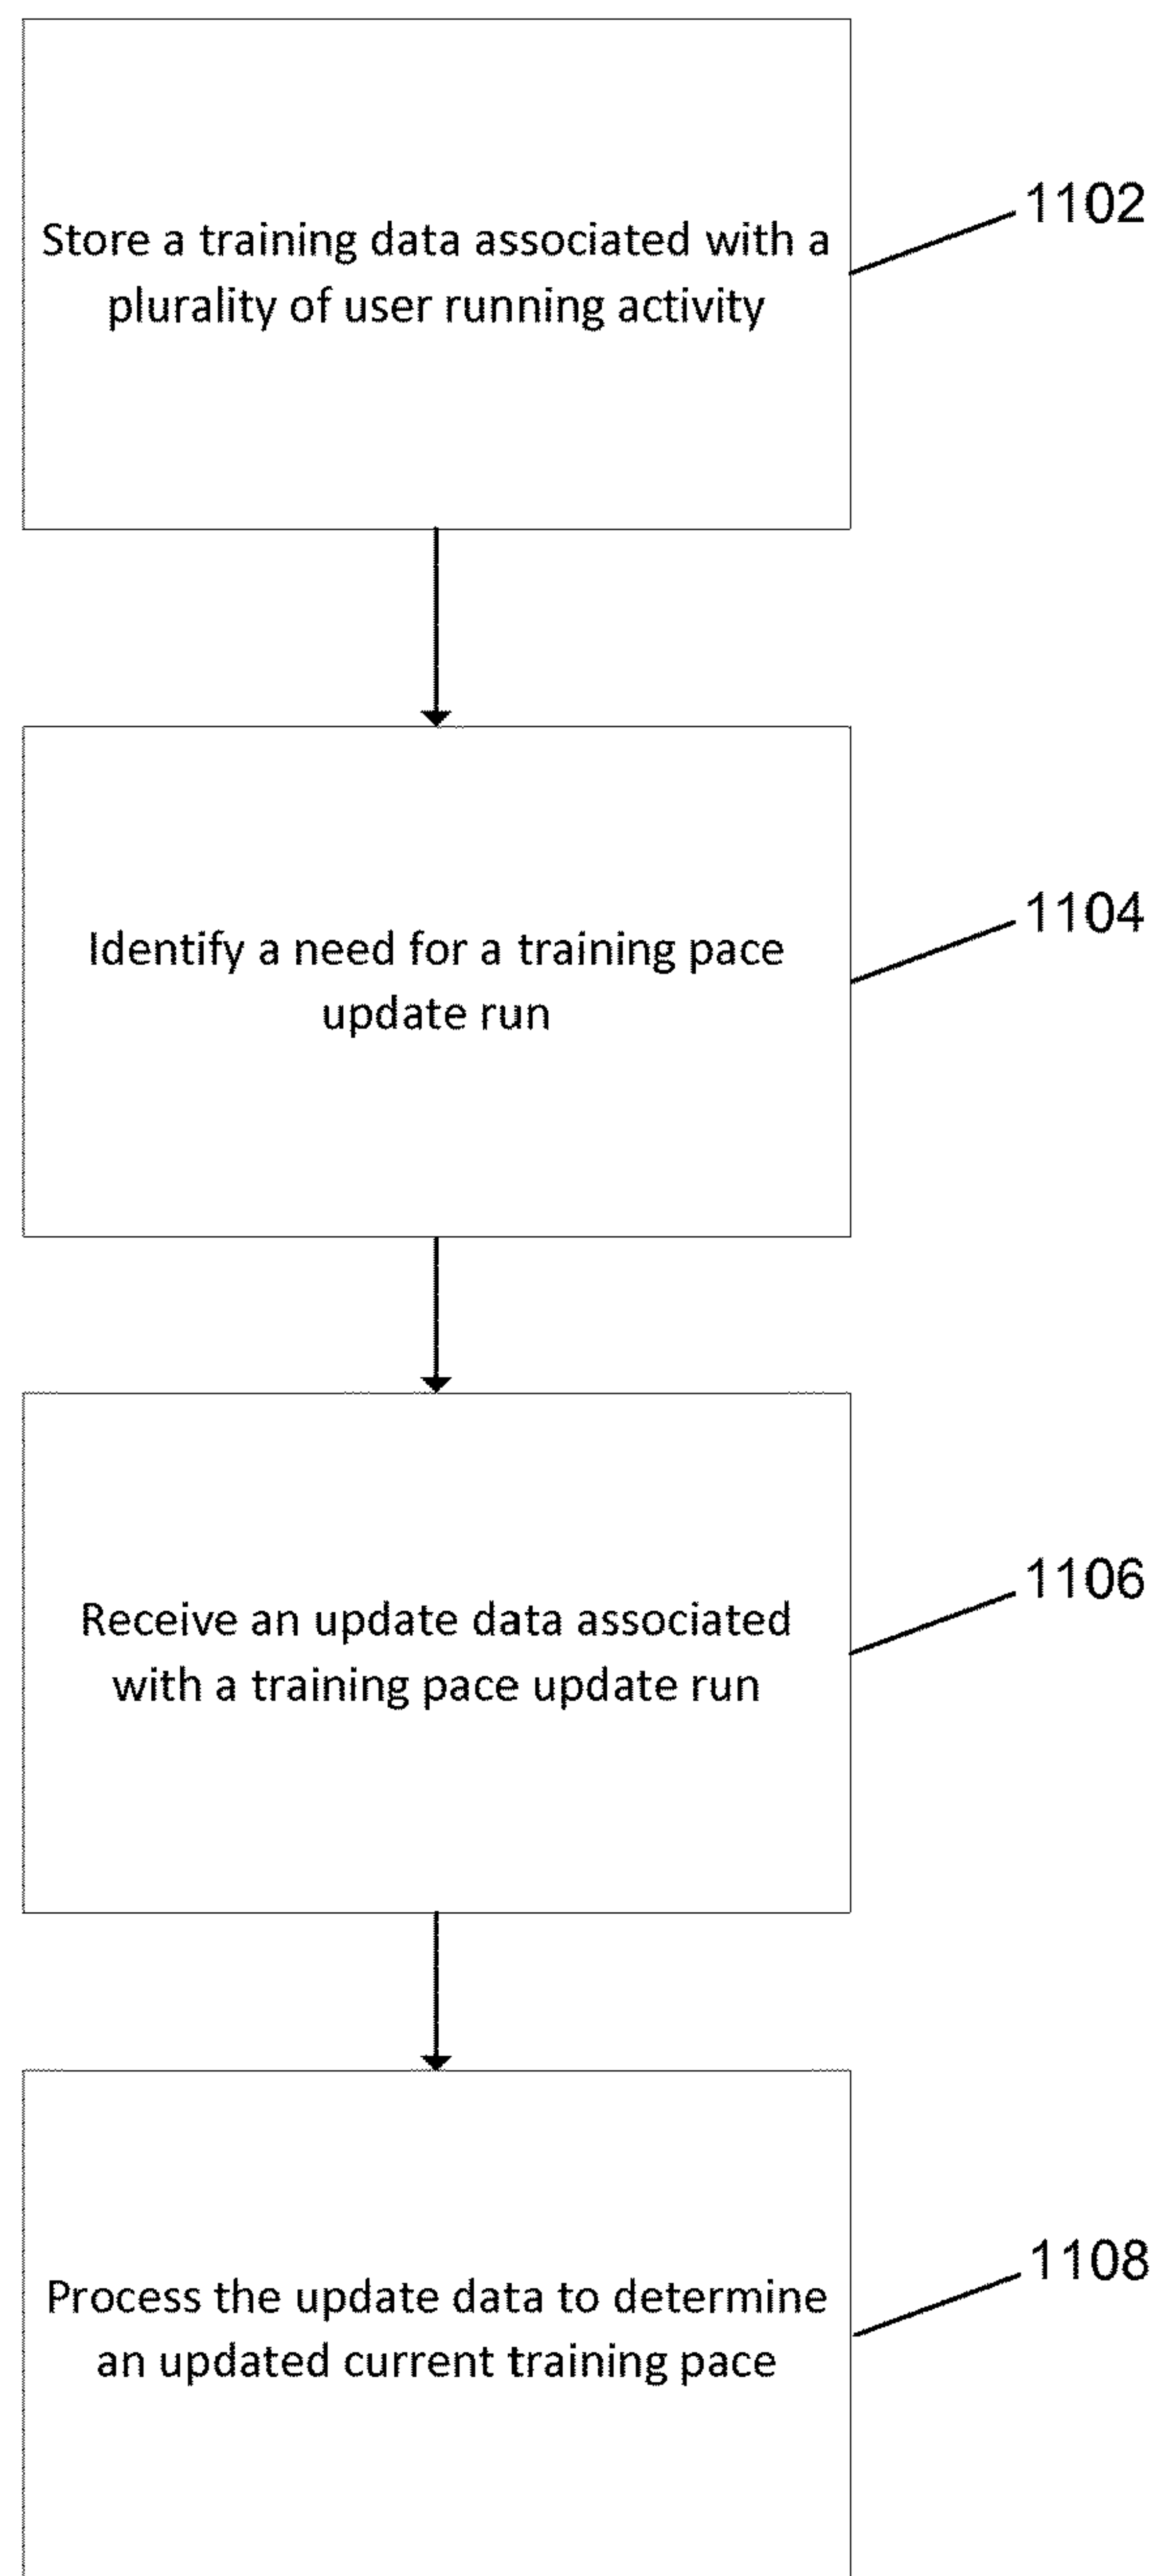 Store a training data associated with a
plurality of user running activity
1102
Identify a need for a training pace
update run
1104
Receive an update data associated
with a training pace update run
1106
Process the update data to determine
an updated current training pace
1108